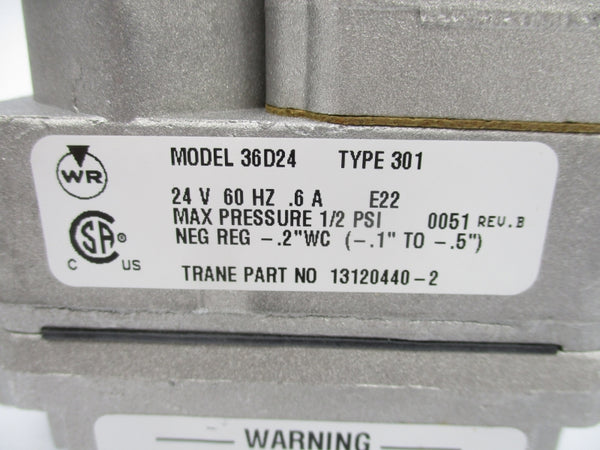 WR
MODEL 36D24 TYPE 301
24 V 60 HZ .6 A E22
MAX PRESSURE 1/2 PSI 0051 REV.B
NEG REG -.2"WC (-.1" TO -.5")
SA ®
C US
TRANE PART NO 13120440-2
WARNING